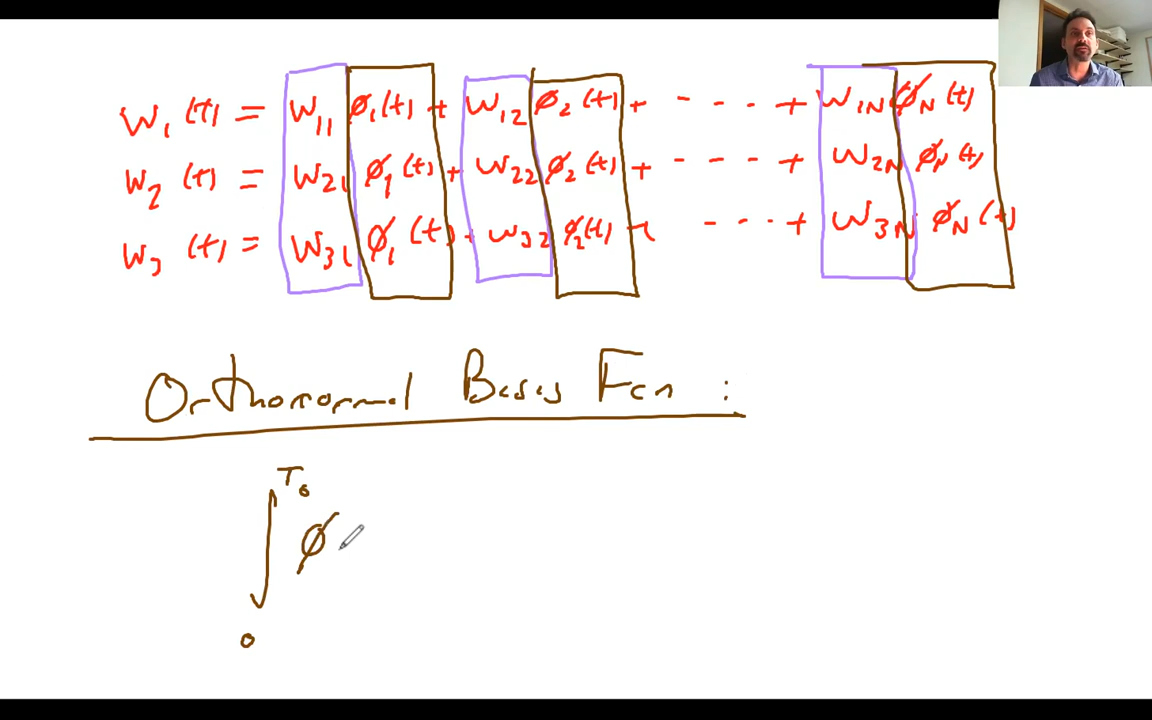 W₁(t) = W₁₁ ϕ₁(t) + W₁₂ ϕ₂(t) + - - - - + W₁N ϕN(t)
W₂(t) = W₂₁ ϕ₁(t) + W₂₂ ϕ₂(t) + - - - - + W₂N ϕN(t)
W₃(t) = W₃₁ ϕ₁(t) + W₃₂ ϕ₂(t) + - - - - + W₃N ϕN(t)
Orthonormal Bases Fcn :
∫₀^T₀ ϕ